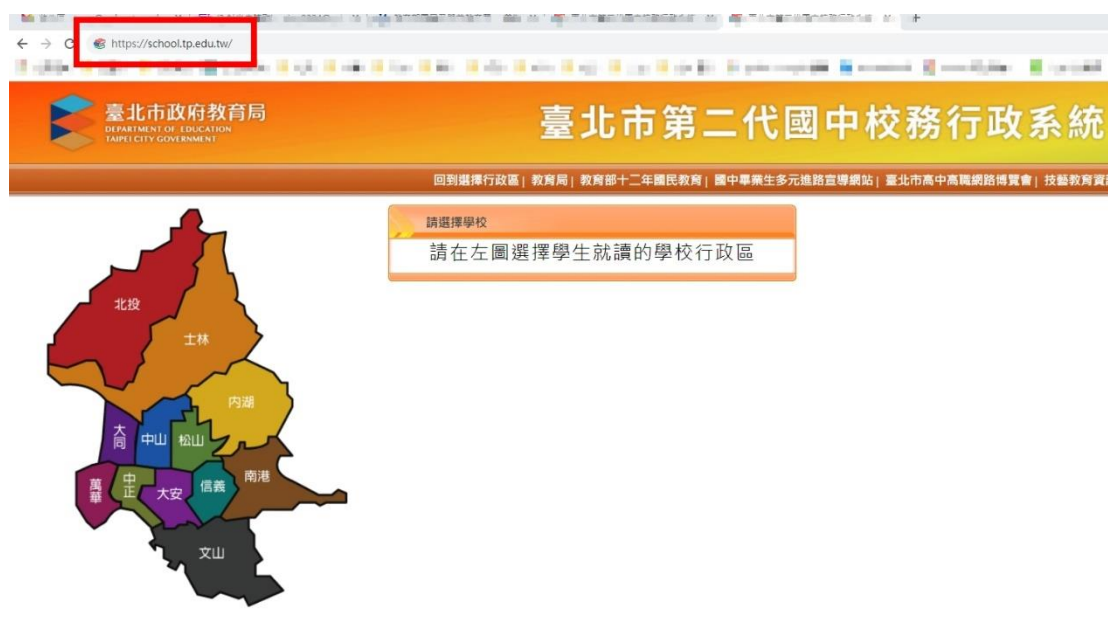 https://school.tp.edu.tw/
臺北市政府教育局
DEPARTMENT OF EDUCATION
TAIPEI CITY GOVERNMENT
臺北市第二代國中校務行政系統
回到選擇行政區| 教育局| 教育部十二年國民教育| 國中畢業生多元進路宣導網站| 臺北市高中高職網路博覽會| 技藝教育資
請選擇學校
請在左圖選擇學生就讀的學校行政區
北投
士林
內湖
大同
中山
松山
萬華
中正
大安
信義
南港
文山